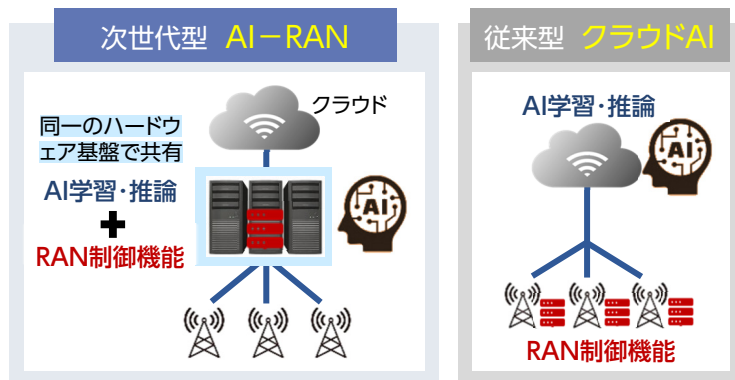 次世代型 AI－RAN
クラウド
同一のハードウ
ェア基盤で共有
AI学習・推論
＋
RAN制御機能
AI
従来型 クラウドAI
AI学習・推論
AI
RAN制御機能